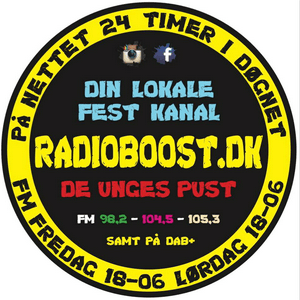 PÅ NETTET 24 TIMER I DØGNET
DIN LOKALE
FEST KANAL
RADIOBOOST.DK
DE UNGES PUST
FM 98,2 - 104,5 - 105,3
SAMT PÅ DAB+
FM FREDAG 18-06 LØRDAG 18-06